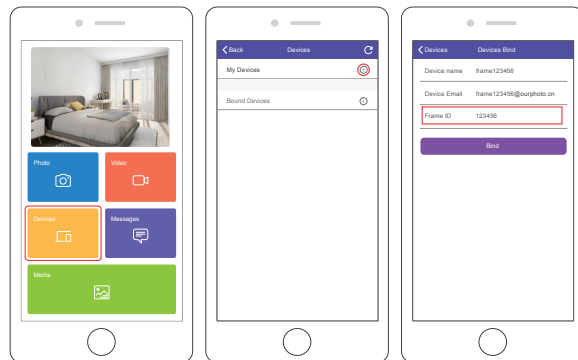 Photo
Video
Devices
Messages
Media
Back Devices
My Devices
Bound Devices
Devices Devices Bind
Device name frame123456
Device Email frame123456@ourphoto.cn
Frame ID 123456
Bind